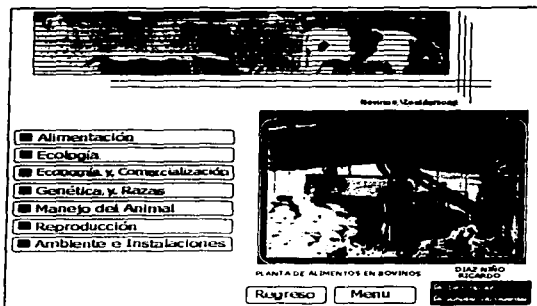 Alimentación
Ecología
Economía y Comercialización
Genética y Razas
Manejo del Animal
Reproducción
Ambiente e Instalaciones
PLANTA DE ALIMENTOS EN BOVINOS
DIAZ NIÑO
RICARDO
Regreso
Menu